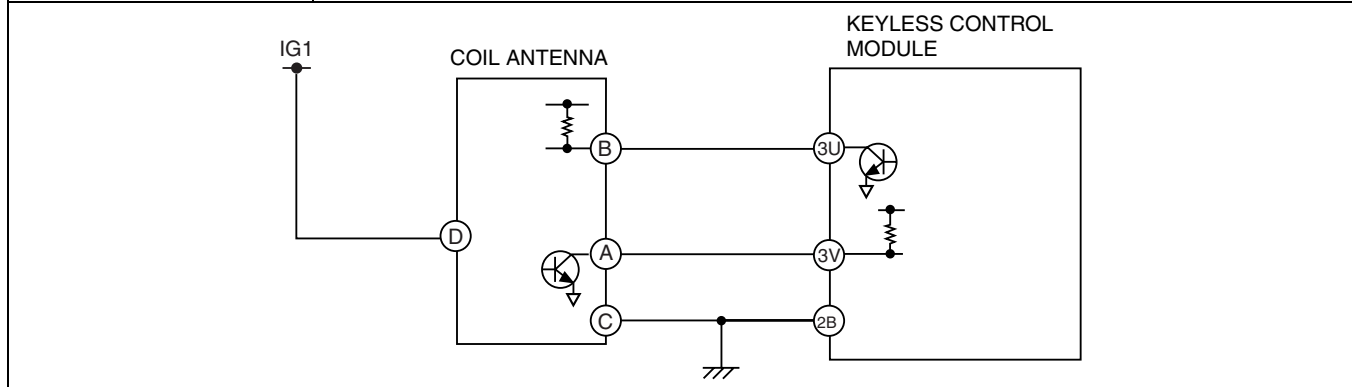 KEYLESS CONTROL
MODULE
IG1
COIL ANTENNA
B
3U
D
A
3V
C
2B